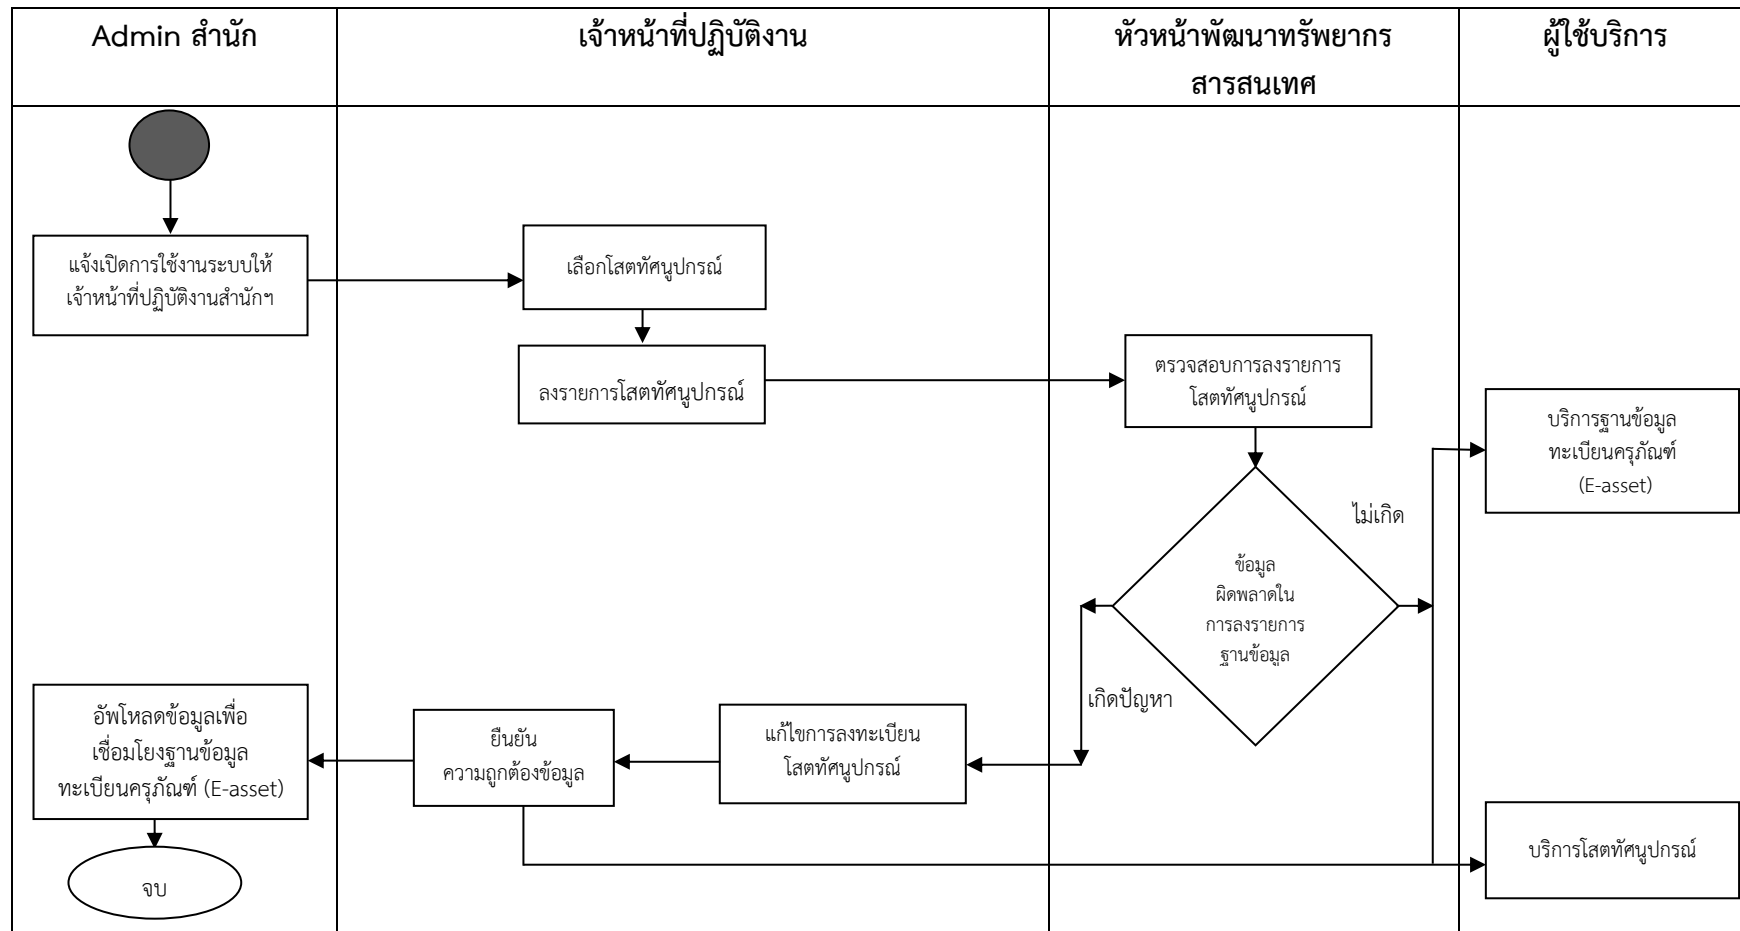 Admin สำนัก
เจ้าหน้าที่ปฏิบัติงาน
หัวหน้าพัฒนาทรัพยากร
สารสนเทศ
ผู้ใช้บริการ
แจ้งเปิดการใช้งานระบบให้
เจ้าหน้าที่ปฏิบัติงานสำนักฯ
เลือกโสตทัศนูปกรณ์
ลงรายการโสตทัศนูปกรณ์
ตรวจสอบการลงรายการ
โสตทัศนูปกรณ์
บริการฐานข้อมูล
ทะเบียนครุภัณฑ์
(E-asset)
ไม่เกิด
ข้อมูล
ผิดพลาดใน
การลงรายการ
ฐานข้อมูล
เกิดปัญหา
แก้ไขการลงทะเบียน
โสตทัศนูปกรณ์
ยืนยัน
ความถูกต้องข้อมูล
อัพโหลดข้อมูลเพื่อ
เชื่อมโยงฐานข้อมูล
ทะเบียนครุภัณฑ์ (E-asset)
บริการโสตทัศนูปกรณ์
จบ